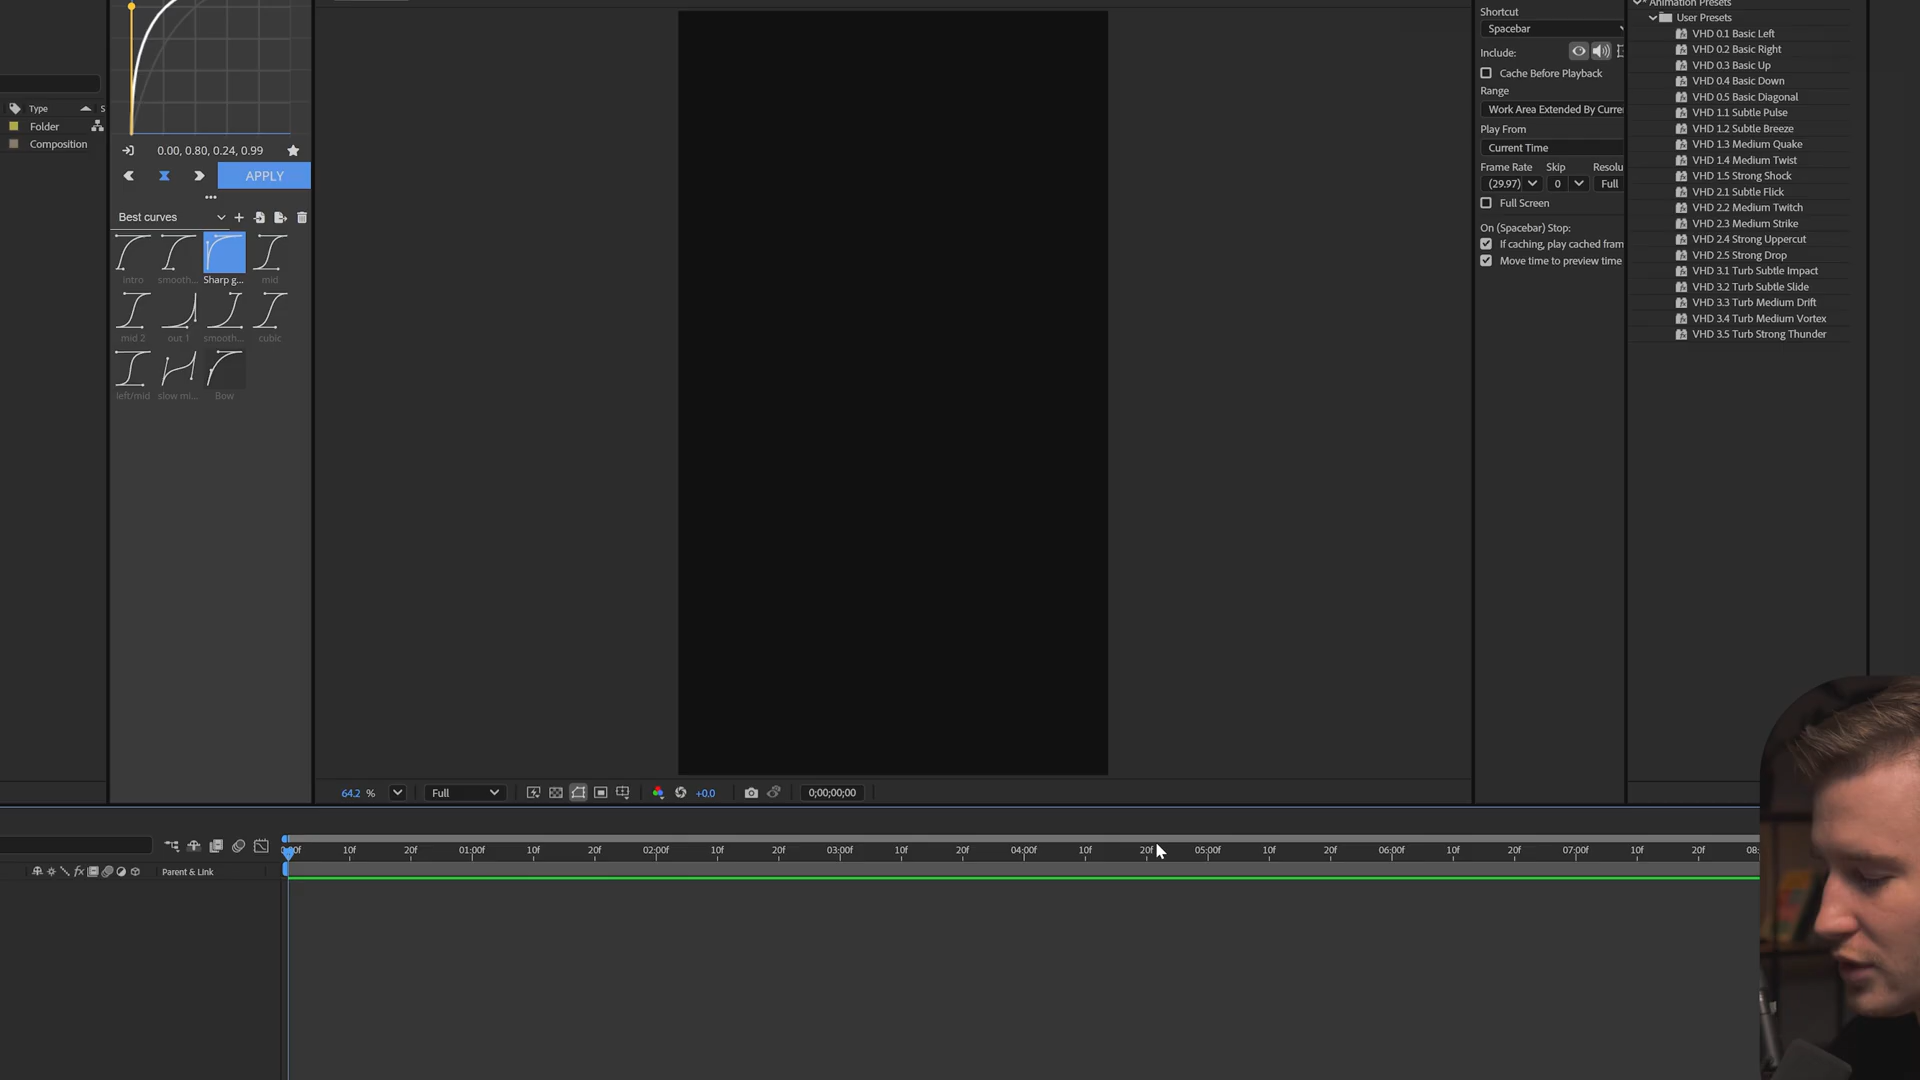 Type
S
Folder
Composition
0.00, 0.80, 0.24, 0.99
APPLY
Best curves
Intro
smooth...
Sharp g...
mid
mid 2
out 1
smooth...
cubic
left/mid
slow mi...
Bow
64.2 %
Full
+0.0
0;00;00;00
Shortcut
Spacebar
Include:
Cache Before Playback
Range
Work Area Extended By Curre
Play From
Current Time
Frame Rate Skip Resolu
(29.97) 0 Full
Full Screen
On (Spacebar) Stop:
If caching, play cached fram
Move time to preview time
Animation Presets
User Presets
VHD 0.1 Basic Left
VHD 0.2 Basic Right
VHD 0.3 Basic Up
VHD 0.4 Basic Down
VHD 0.5 Basic Diagonal
VHD 1.1 Subtle Pulse
VHD 1.2 Subtle Breeze
VHD 1.3 Medium Quake
VHD 1.4 Medium Twist
VHD 1.5 Strong Shock
VHD 2.1 Subtle Flick
VHD 2.2 Medium Twitch
VHD 2.3 Medium Strike
VHD 2.4 Strong Uppercut
VHD 2.5 Strong Drop
VHD 3.1 Turb Subtle Impact
VHD 3.2 Turb Subtle Slide
VHD 3.3 Turb Medium Drift
VHD 3.4 Turb Medium Vortex
VHD 3.5 Turb Strong Thunder
10f 20f 01:00f 10f 20f 02:00f 10f 20f 03:00f 10f 20f 04:00f 10f 20f 05:00f 10f 20f 06:00f 10f 20f 07:00f 10f 20f 08:
fx Parent & Link